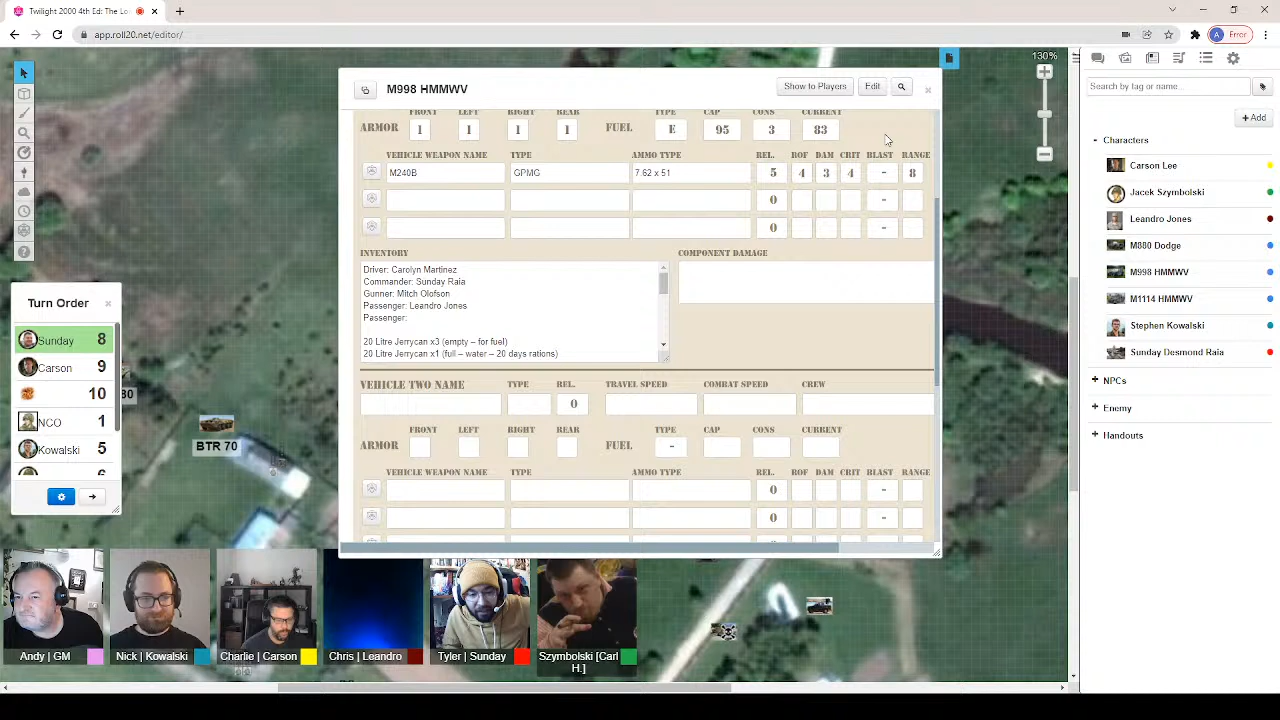 Twilight 2000 4th Ed: The Lo
app.roll20.net/editor/
A Error
130%
M998 HMMWV
Show to Players Edit
Search by tag or name...
+ Add
FRONT LEFT RIGHT REAR TYPE CAP CONS CURRENT
ARMOR 1 1 1 1 FUEL E 95 3 83
VEHICLE WEAPON NAME TYPE AMMO TYPE REL. ROF DAM CRIT BLAST RANGE
M240B GPMG 7.62 x 51 5 4 3 4 - 8
0 -
0 -
INVENTORY COMPONENT DAMAGE
Driver: Carolyn Martinez
Commander: Sunday Raia
Gunner: Mitch Olofson
Passenger: Leandro Jones
Passenger:
20 Litre Jerrycan x3 (empty – for fuel)
20 Litre Jerrycan x1 (full – water – 20 days rations)
VEHICLE TWO NAME TYPE REL. TRAVEL SPEED COMBAT SPEED CREW
0
FRONT LEFT RIGHT REAR TYPE CAP CONS CURRENT
ARMOR FUEL -
VEHICLE WEAPON NAME TYPE AMMO TYPE REL. ROF DAM CRIT BLAST RANGE
0 -
0 -
Characters
Carson Lee
Jacek Szymbolski
Leandro Jones
M880 Dodge
M998 HMMWV
M1114 HMMWV
Stephen Kowalski
Sunday Desmond Raia
NPCs
Enemy
Handouts
Turn Order
Sunday 8
Carson 9
10
NCO 1
Kowalski 5
6
80
BTR 70
Andy | GM
Nick | Kowalski
Charlie | Carson
Chris | Leandro
Tyler | Sunday
Szymbolski [Carl
H.]